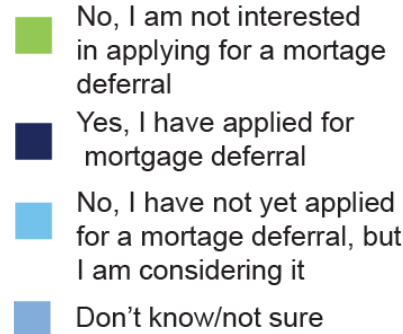 No, I am not interested
in applying for a mortage
deferral
Yes, I have applied for
mortgage deferral
No, I have not yet applied
for a mortage deferral, but
I am considering it
Don't know/not sure